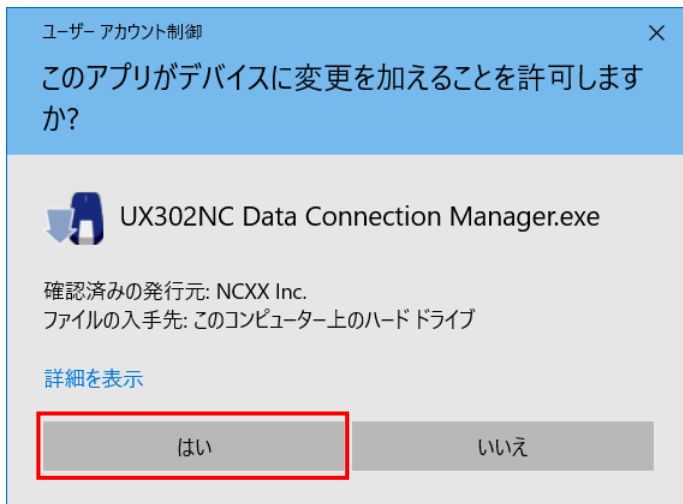 ユーザー アカウント制御
このアプリがデバイスに変更を加えることを許可します
か?
UX302NC Data Connection Manager.exe
確認済みの発行元: NCXX Inc.
ファイルの入手先: このコンピューター上のハード ドライブ
詳細を表示
はい
いいえ